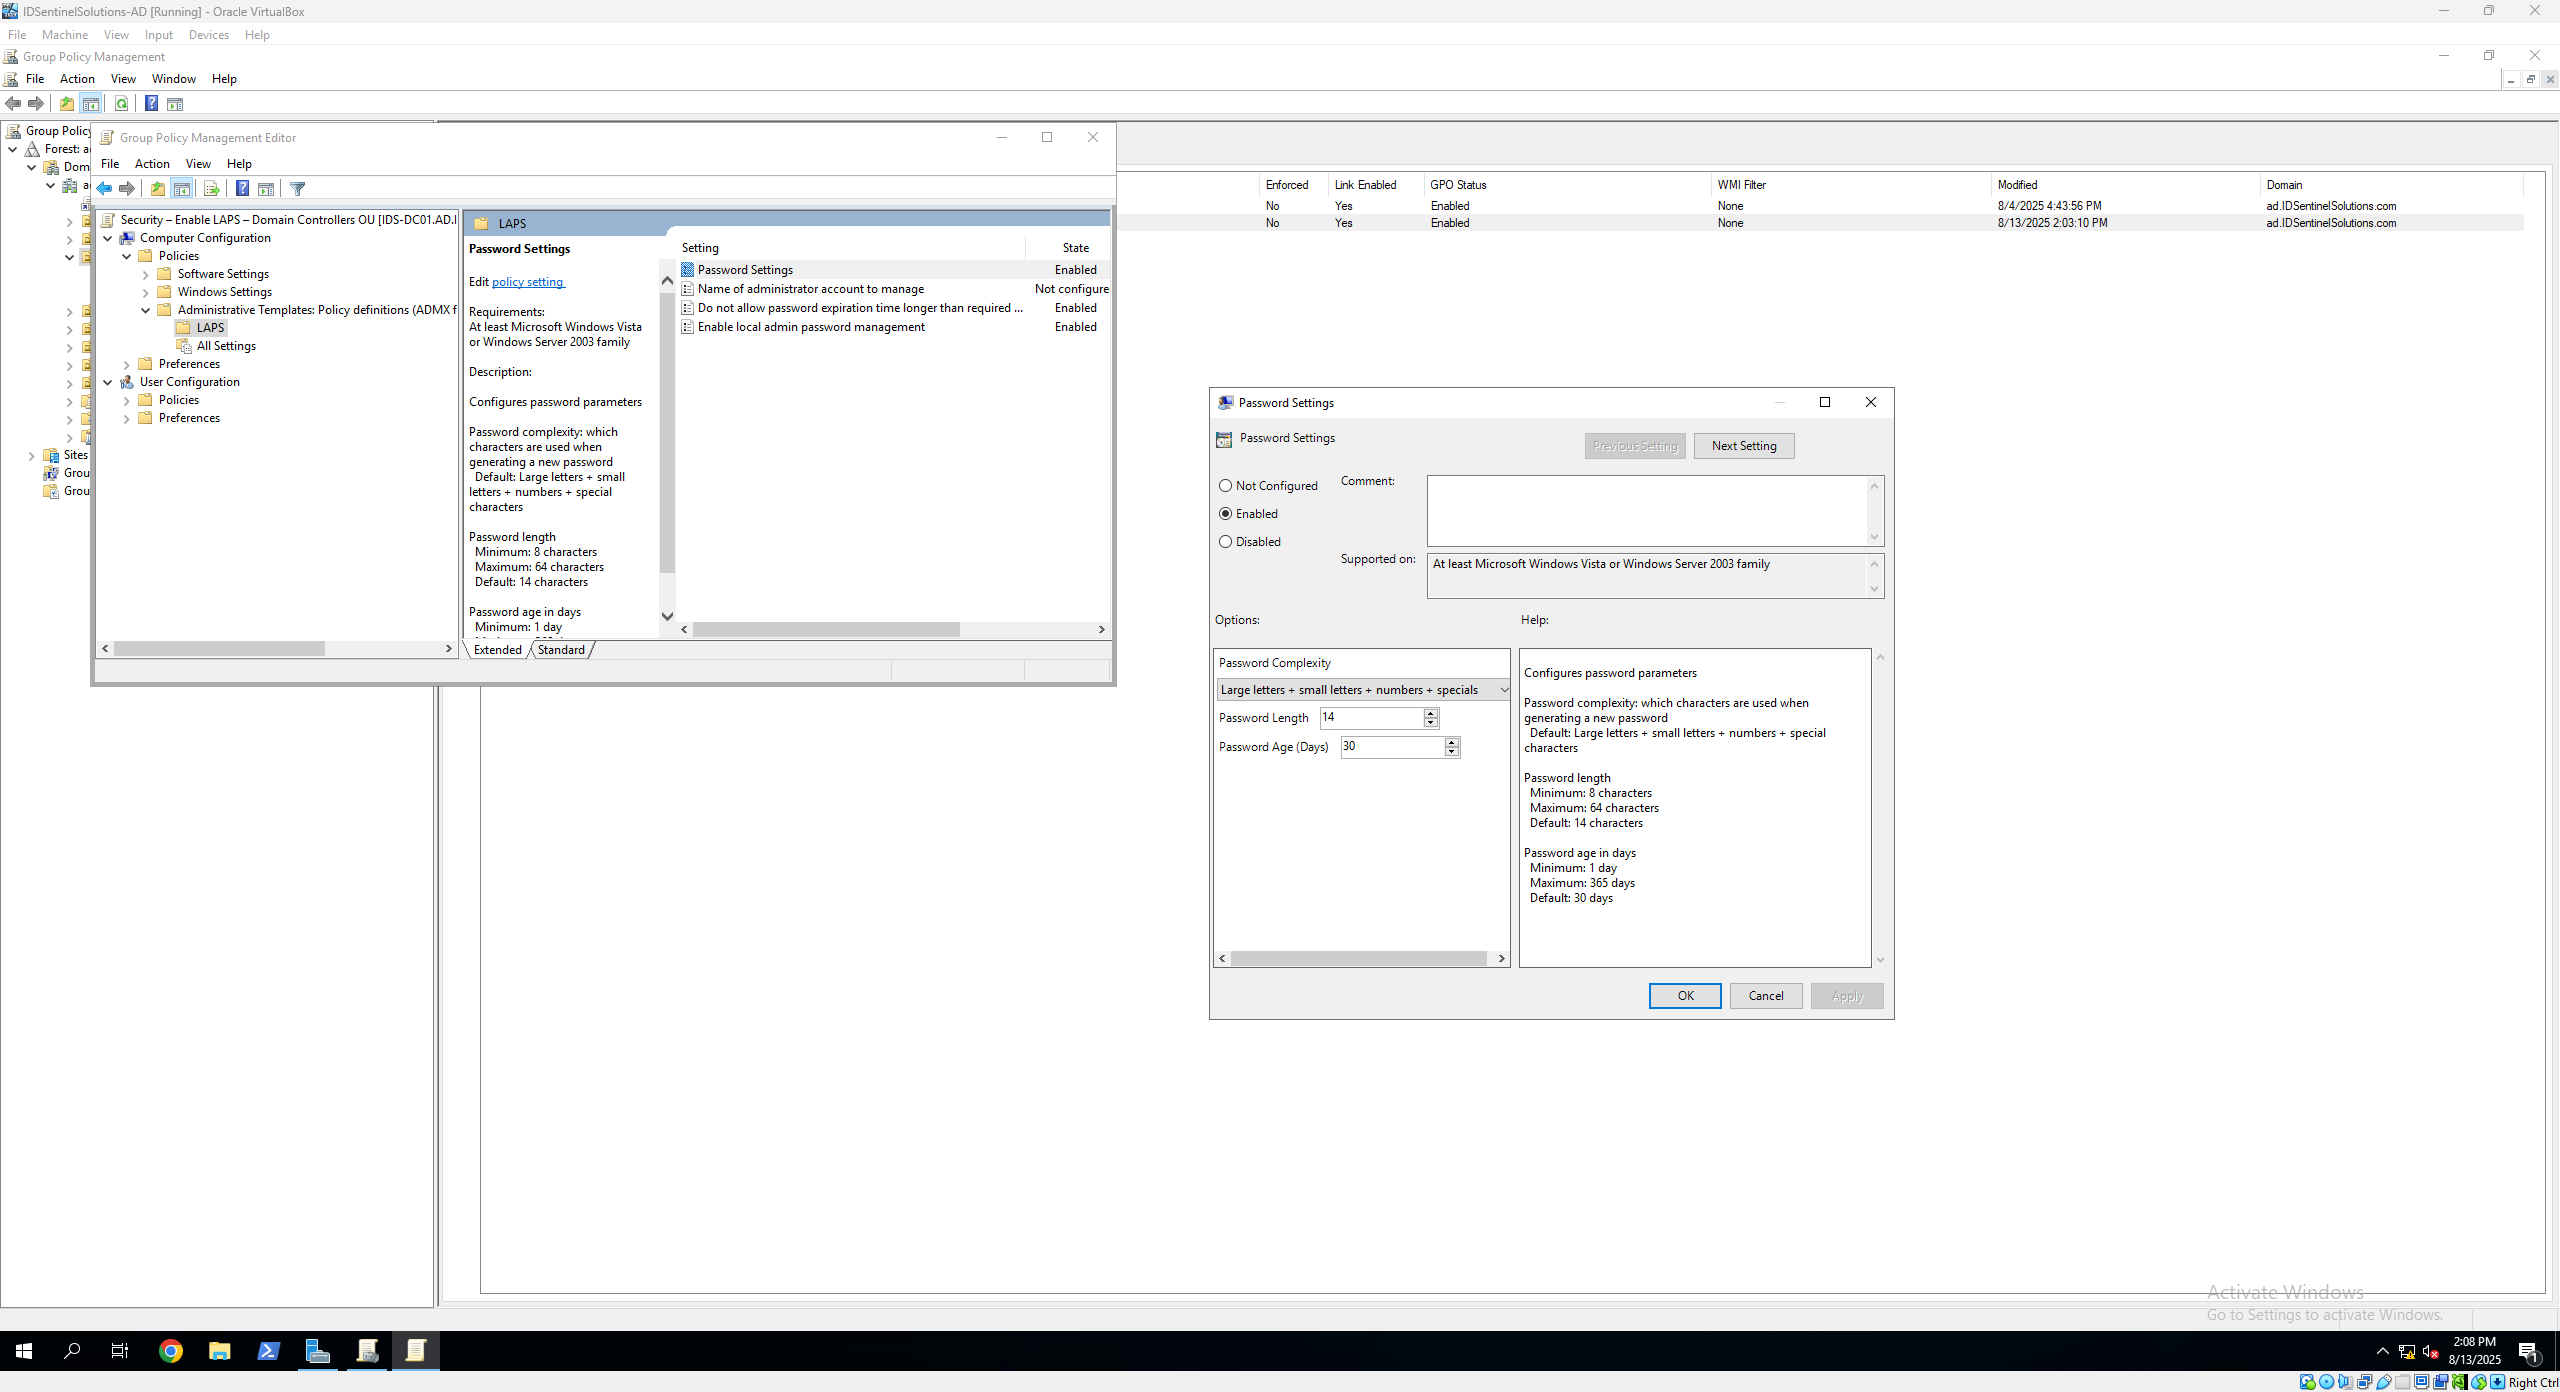 IDSentinelSolutions-AD [Running] - Oracle VirtualBox
File Machine View Input Devices Help
Group Policy Management
File Action View Window Help
Group Policy
Forest: a
Dom
a
Sites
Grou
Grou
Group Policy Management Editor
File Action View Help
Security – Enable LAPS – Domain Controllers OU [IDS-DC01.AD.I
Computer Configuration
Policies
Software Settings
Windows Settings
Administrative Templates: Policy definitions (ADMX f
LAPS
All Settings
Preferences
User Configuration
Policies
Preferences
LAPS
Password Settings
Edit policy setting
Requirements:
At least Microsoft Windows Vista
or Windows Server 2003 family
Description:
Configures password parameters
Password complexity: which
characters are used when
generating a new password
Default: Large letters + small
letters + numbers + special
characters
Password length
Minimum: 8 characters
Maximum: 64 characters
Default: 14 characters
Password age in days
Minimum: 1 day
Setting State
Password Settings Enabled
Name of administrator account to manage Not configure
Do not allow password expiration time longer than required ... Enabled
Enable local admin password management Enabled
Extended Standard
Enforced Link Enabled GPO Status WMI Filter Modified Domain
No Yes Enabled None 8/4/2025 4:43:56 PM ad.IDSentinelSolutions.com
No Yes Enabled None 8/13/2025 2:03:10 PM ad.IDSentinelSolutions.com
Password Settings
Password Settings
Previous Setting Next Setting
Not Configured
Enabled
Disabled
Comment:
Supported on: At least Microsoft Windows Vista or Windows Server 2003 family
Options: Help:
Password Complexity
Large letters + small letters + numbers + specials
Password Length 14
Password Age (Days) 30
Configures password parameters
Password complexity: which characters are used when
generating a new password
Default: Large letters + small letters + numbers + special
characters
Password length
Minimum: 8 characters
Maximum: 64 characters
Default: 14 characters
Password age in days
Minimum: 1 day
Maximum: 365 days
Default: 30 days
OK Cancel Apply
Activate Windows
Go to Settings to activate Windows.
2:08 PM
8/13/2025
1
Right Ctrl